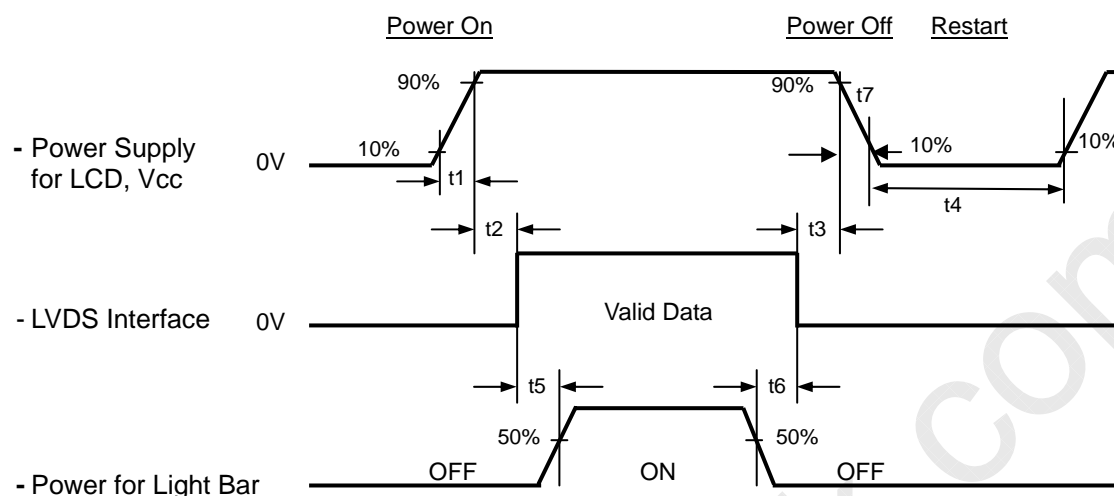 Power On Power Off Restart
90% 90% t7
- Power Supply
for LCD, Vcc
0V 10% 10% 10%
t1
t4
t2 t3
- LVDS Interface 0V Valid Data
t5 t6
50% 50%
OFF ON OFF
- Power for Light Bar
com